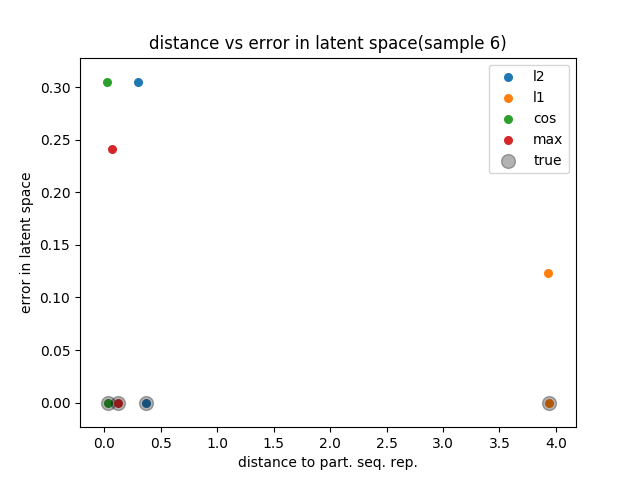 distance vs error in latent space(sample 6)
error in latent space
0.30
0.25
0.20
0.15
0.10
0.05
0.00
l2
l1
cos
max
true
0.0 0.5 1.0 1.5 2.0 2.5 3.0 3.5 4.0
distance to part. seq. rep.